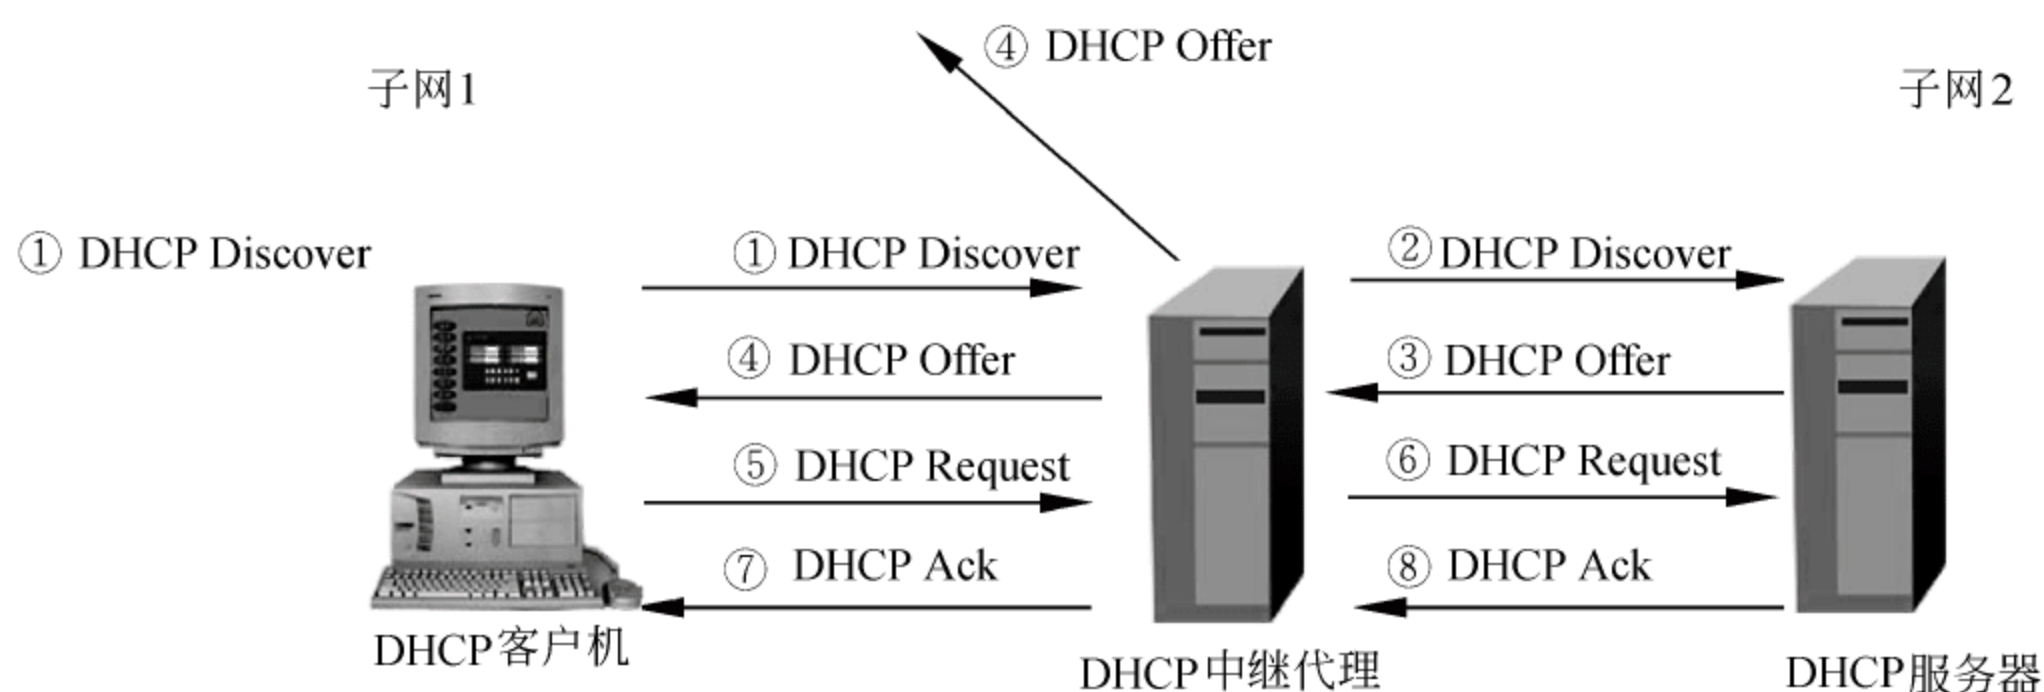 ④ DHCP Offer
子网1
子网2
① DHCP Discover
① DHCP Discover
② DHCP Discover
④ DHCP Offer
③ DHCP Offer
⑤ DHCP Request
⑥ DHCP Request
⑦ DHCP Ack
⑧ DHCP Ack
DHCP客户机
DHCP中继代理
DHCP服务器